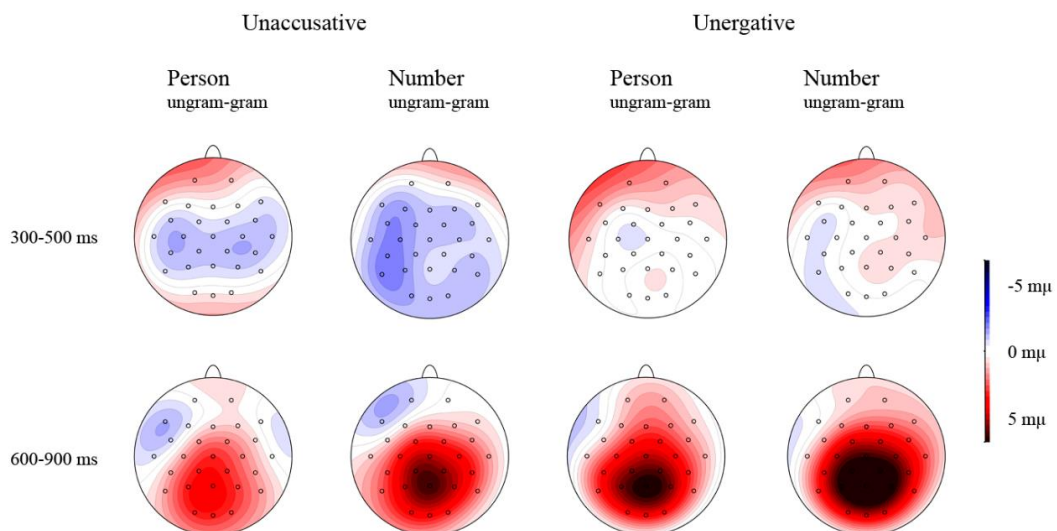 Unaccusative Unergative
Person Number Person Number
ungram-gram ungram-gram ungram-gram ungram-gram
300-500 ms
-5 mμ
0 mμ
5 mμ
600-900 ms